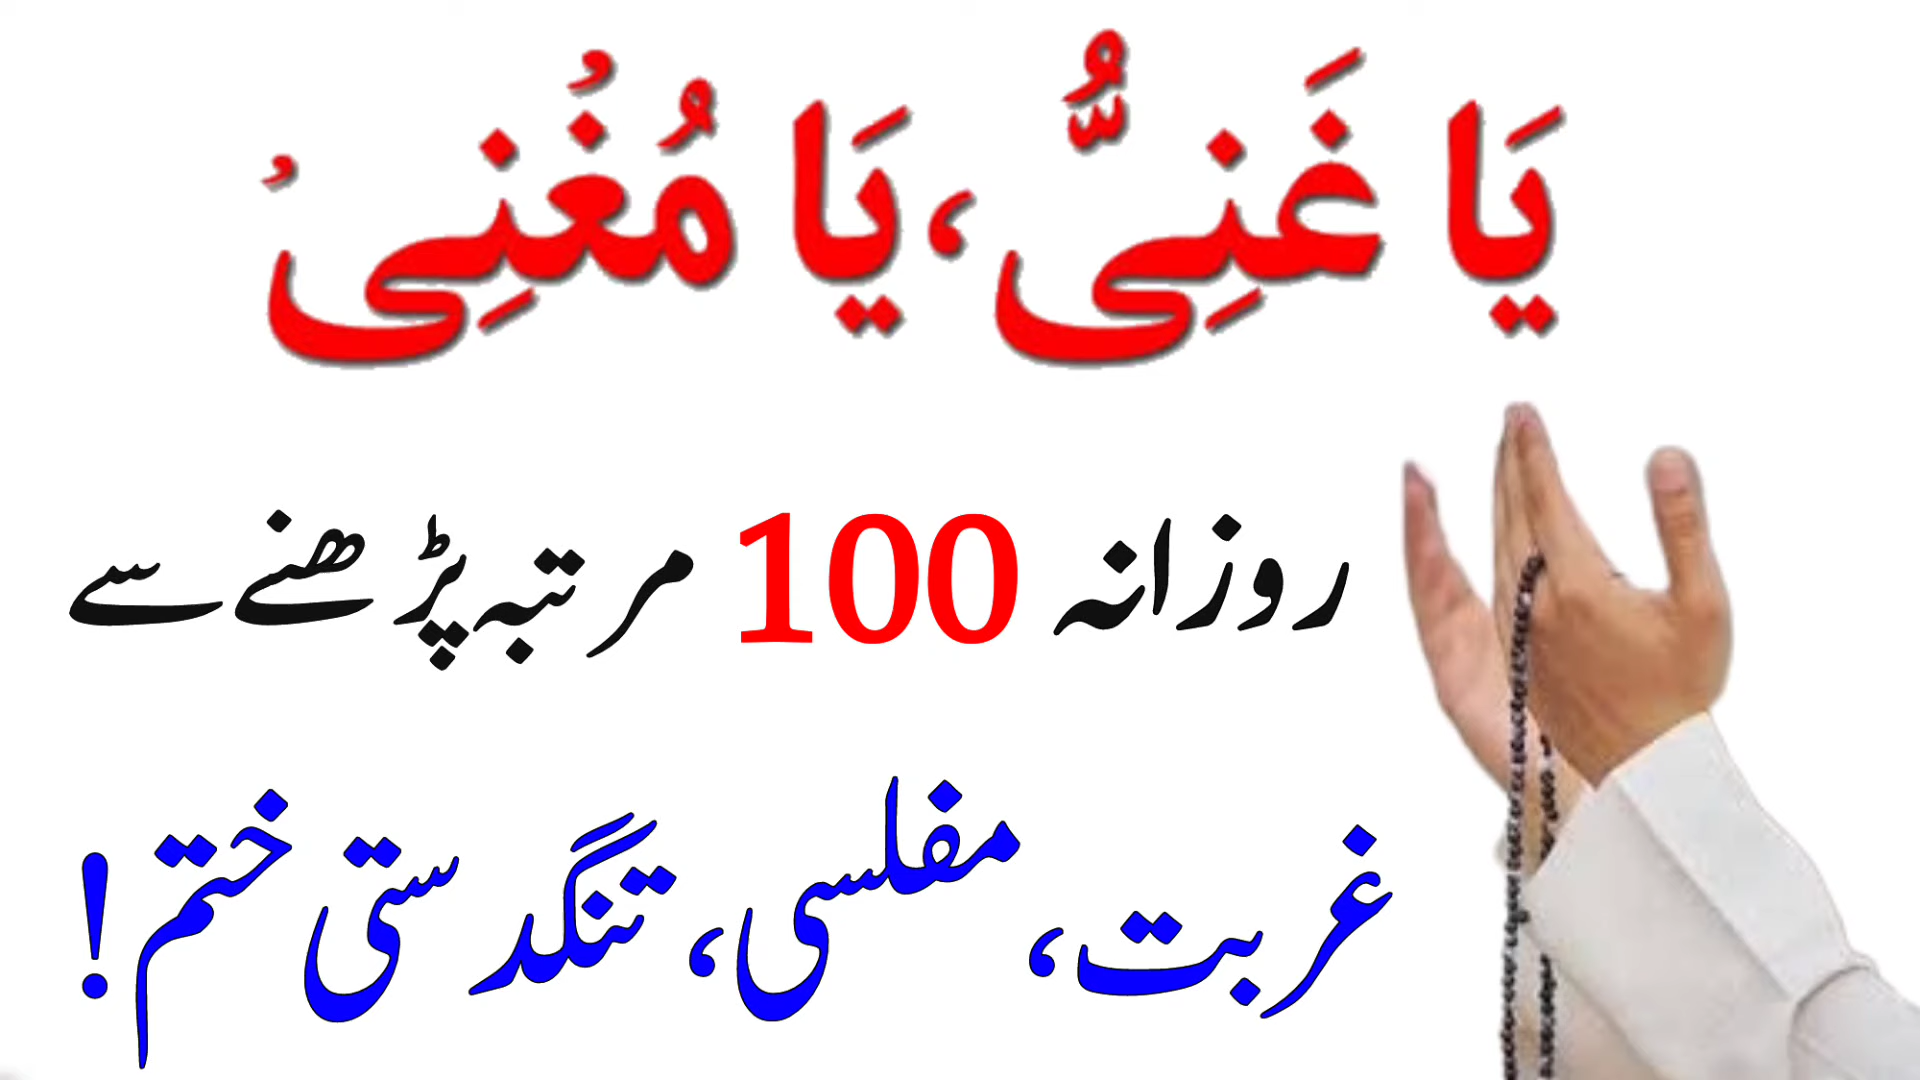 یَا غَنِیُّ، یَا مُغْنِیُ
روزانہ 100 مرتبہ پڑھنے سے
غربت، مفلسی، تنگدستی ختم!